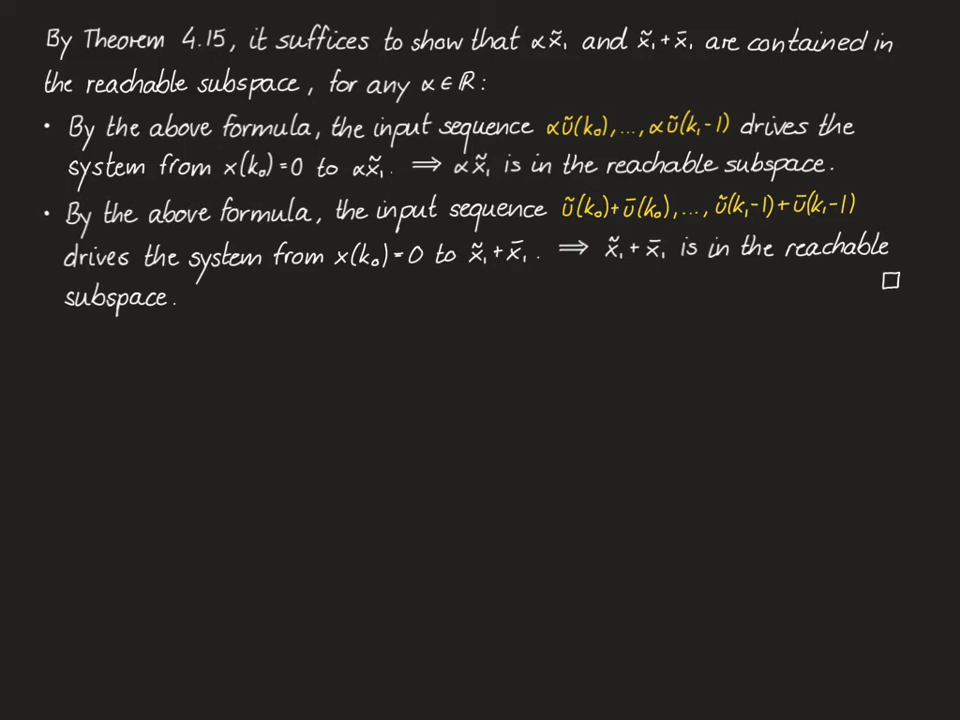 By Theorem 4.15, it suffices to show that αx̃₁ and x̃₁+x̄₁ are contained in
the reachable subspace, for any α∈ℝ:
• By the above formula, the input sequence αũ(k₀),...,αũ(k₁-1) drives the
system from x(k₀)=0 to αx̃₁. ⟹ αx̃₁ is in the reachable subspace.
• By the above formula, the input sequence ũ(k₀)+ū(k₀),...,ũ(k₁-1)+ū(k₁-1)
drives the system from x(k₀)=0 to x̃₁+x̄₁. ⟹ x̃₁+x̄₁ is in the reachable
subspace. □